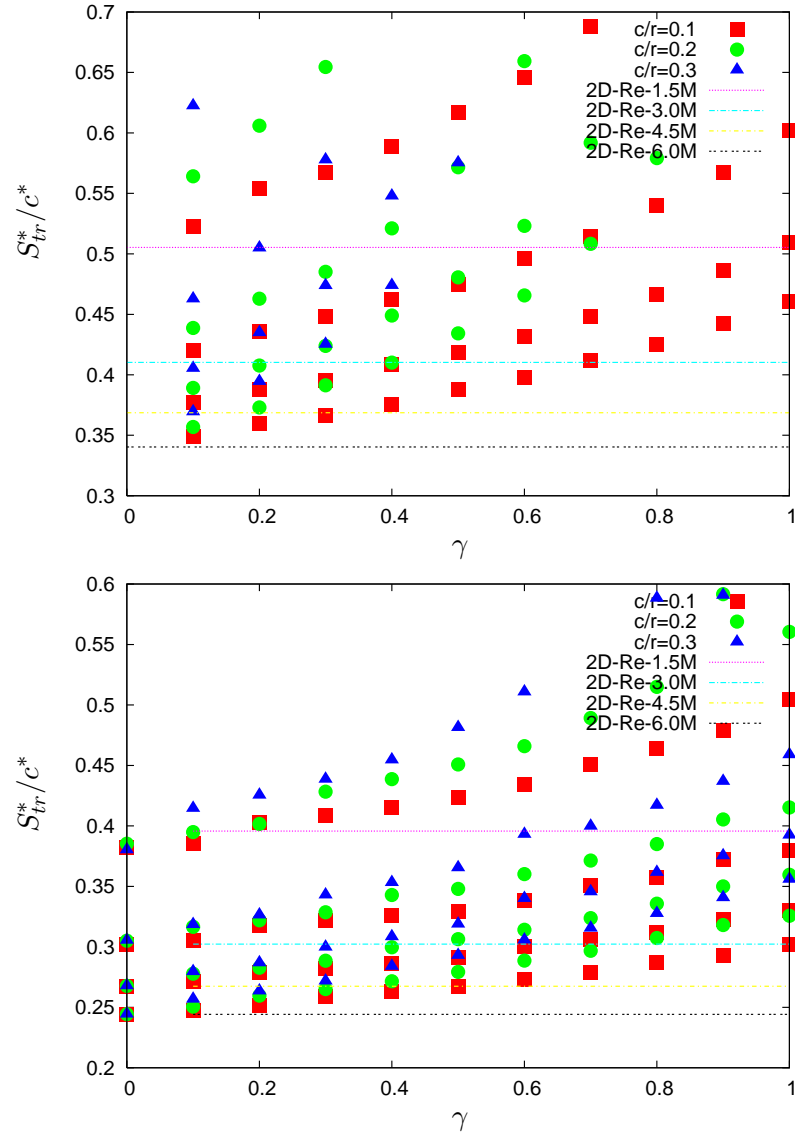 0.7
0.65
0.6
0.55
0.5
0.45
0.4
0.35
0.3
S*tr/c*
c/r=0.1
c/r=0.2
c/r=0.3
2D-Re-1.5M
2D-Re-3.0M
2D-Re-4.5M
2D-Re-6.0M
0 0.2 0.4 0.6 0.8 1
γ
0.6
0.55
0.5
0.45
0.4
0.35
0.3
0.25
0.2
S*tr/c*
c/r=0.1
c/r=0.2
c/r=0.3
2D-Re-1.5M
2D-Re-3.0M
2D-Re-4.5M
2D-Re-6.0M
0 0.2 0.4 0.6 0.8 1
γ